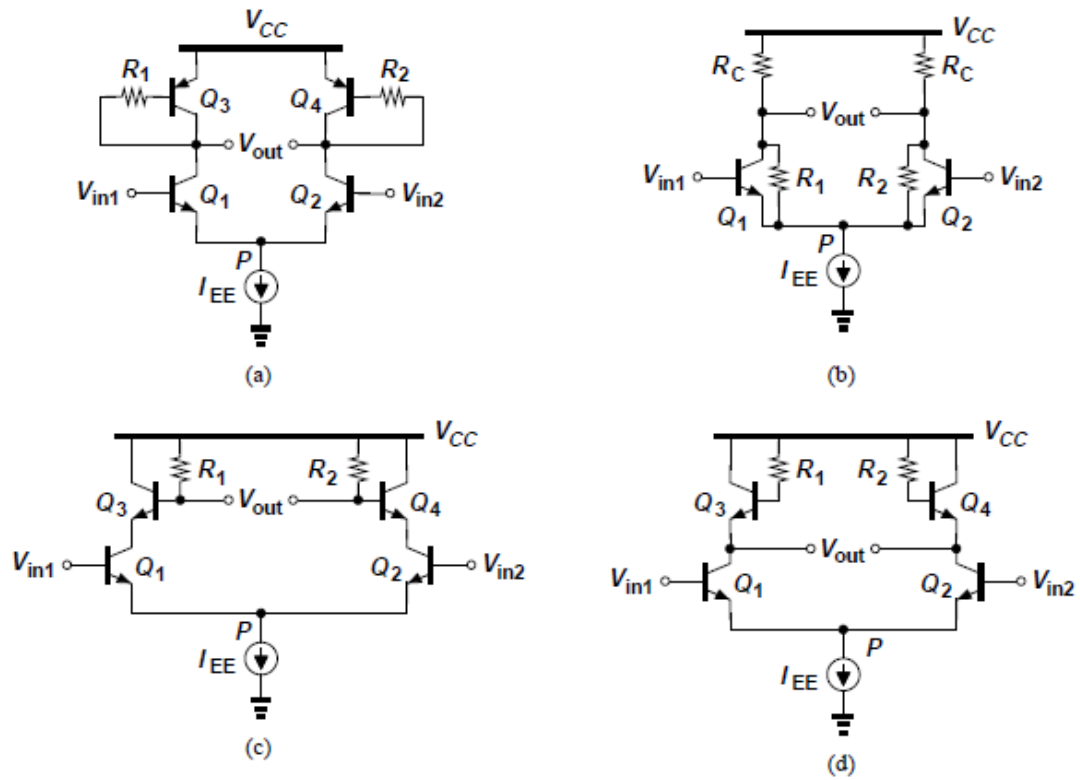 V_CC
R_1
R_2
Q_3
Q_4
V_out
V_in1
Q_1
Q_2
V_in2
P
I_EE
(a)
V_CC
R_C
R_C
V_out
V_in1
R_1
R_2
V_in2
Q_1
Q_2
P
I_EE
(b)
V_CC
R_1
R_2
Q_3
V_out
Q_4
V_in1
Q_1
Q_2
V_in2
P
I_EE
(c)
V_CC
R_1
R_2
Q_3
Q_4
V_out
V_in1
Q_1
Q_2
V_in2
P
I_EE
(d)